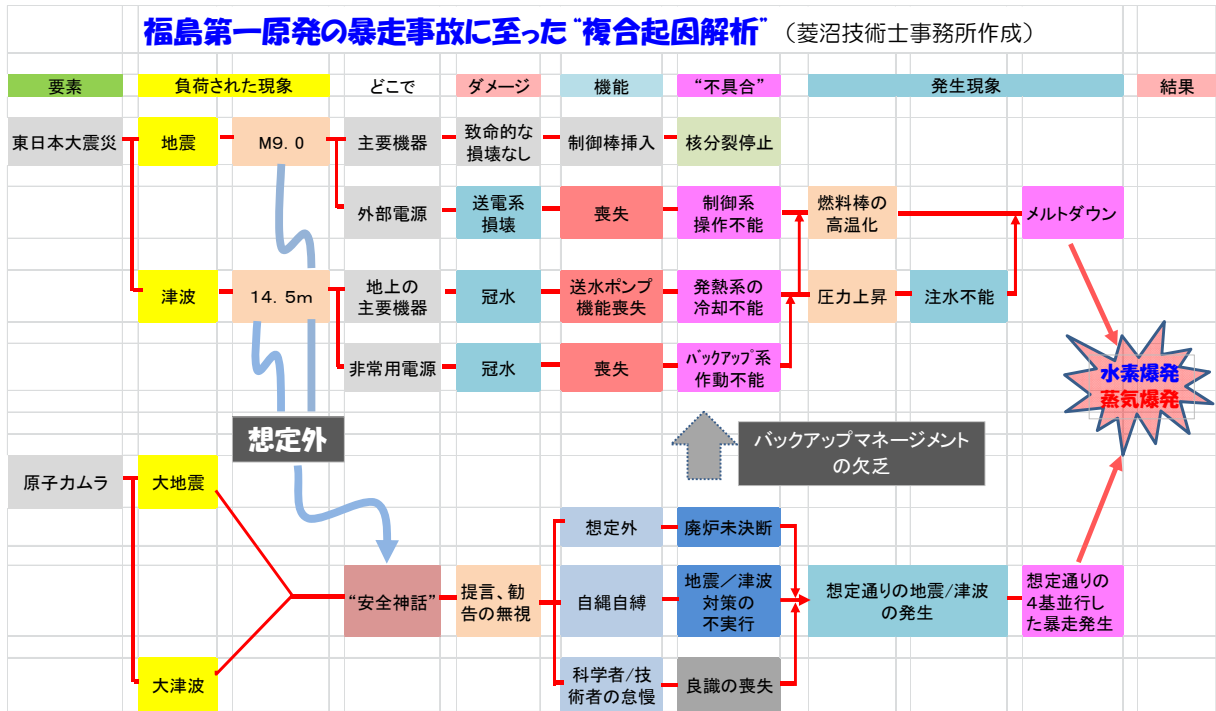 福島第一原発の暴走事故に至った“複合起因解析”（菱沼技術士事務所作成）
要素 負荷された現象 どこで ダメージ 機能 “不具合” 発生現象 結果
東日本大震災 地震 M9.0 主要機器
致命的な
損壊なし
制御棒挿入 核分裂停止
外部電源
送電系
損壊
喪失
制御系
操作不能
燃料棒の
高温化
メルトダウン
津波 14.5m
地上の
主要機器
冠水
送水ポンプ
機能喪失
発熱系の
冷却不能
圧力上昇 注水不能
非常用電源 冠水 喪失
バックアップ系
作動不能
水素爆発
蒸気爆発
想定外
バックアップマネージメント
の欠乏
原子力ムラ 大地震
想定外 廃炉未決断
“安全神話”
提言、勧
告の無視
自縄自縛
地震／津波
対策の
不実行
想定通りの地震/津波
の発生
想定通りの
４基並行し
た暴走発生
大津波
科学者/技
術者の怠慢
良識の喪失